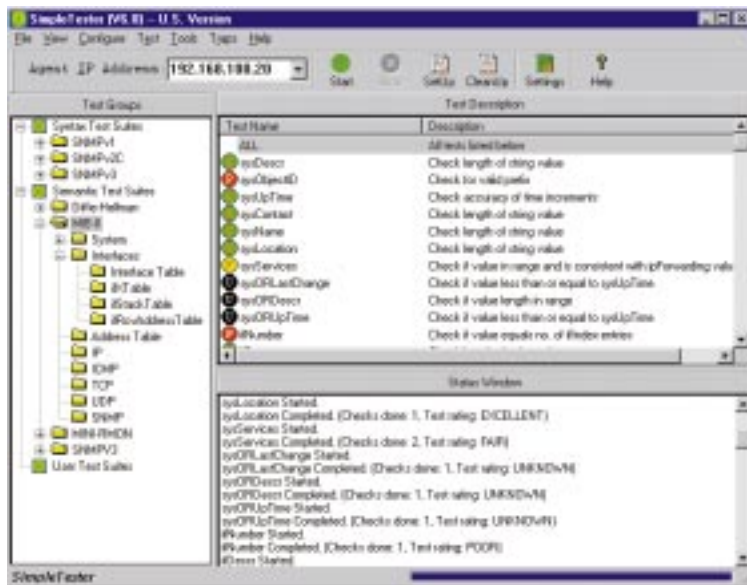 SimpleTester (V6.0) – U.S. Version
File View Configure Test Tools Traps Help
Agent IP Address 192.168.100.20
Start
SetUp
CleanUp
Settings
Help
Test Groups
Syntax Test Suites
SNMPv1
SNMPv2C
SNMPv3
Semantic Test Suites
Diffie-Hellman
MIB-II
System
Interfaces
Interface Table
ifXTable
ifStackTable
ifRcvAddressTable
Address Table
IP
ICMP
TCP
UDP
SNMP
MINI-RMON
SNMPV3
User Test Suites
Test Description
Test Name Description
ALL All tests listed below
sysDescr Check length of string value
sysObjectID Check for valid prefix
sysUpTime Check accuracy of time increments
sysContact Check length of string value
sysName Check length of string value
sysLocation Check length of string value
sysServices Check if value in range and is consistent with ipForwarding valu
sysORLastChange Check if value less than or equal to sysUpTime
sysORDescr Check if value length in range
sysORUpTime Check if value less than or equal to sysUpTime
ifNumber Check if value equals no. of ifIndex entries
Status Window
sysLocation Started.
sysLocation Completed. (Checks done: 1, Test rating: EXCELLENT)
sysServices Started.
sysServices Completed. (Checks done: 2, Test rating: FAIR)
sysORLastChange Started.
sysORLastChange Completed. (Checks done: 1, Test rating: UNKNOWN)
sysORDescr Started.
sysORDescr Completed. (Checks done: 1, Test rating: UNKNOWN)
sysORUpTime Started.
sysORUpTime Completed. (Checks done: 1, Test rating: UNKNOWN)
ifNumber Started.
ifNumber Completed. (Checks done: 1, Test rating: POOR)
ifDescr Started.
SimpleTester